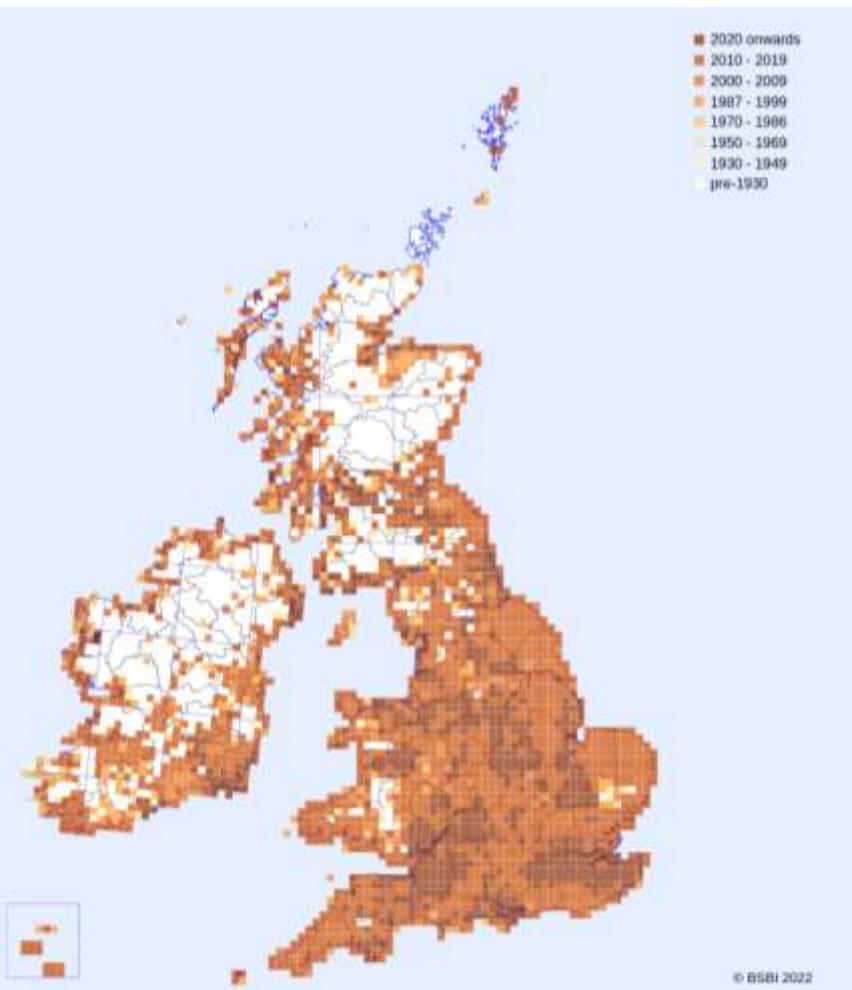 2020 onwards
2010 - 2019
2000 - 2009
1987 - 1999
1970 - 1986
1950 - 1969
1930 - 1949
pre-1930
© BSBI 2022